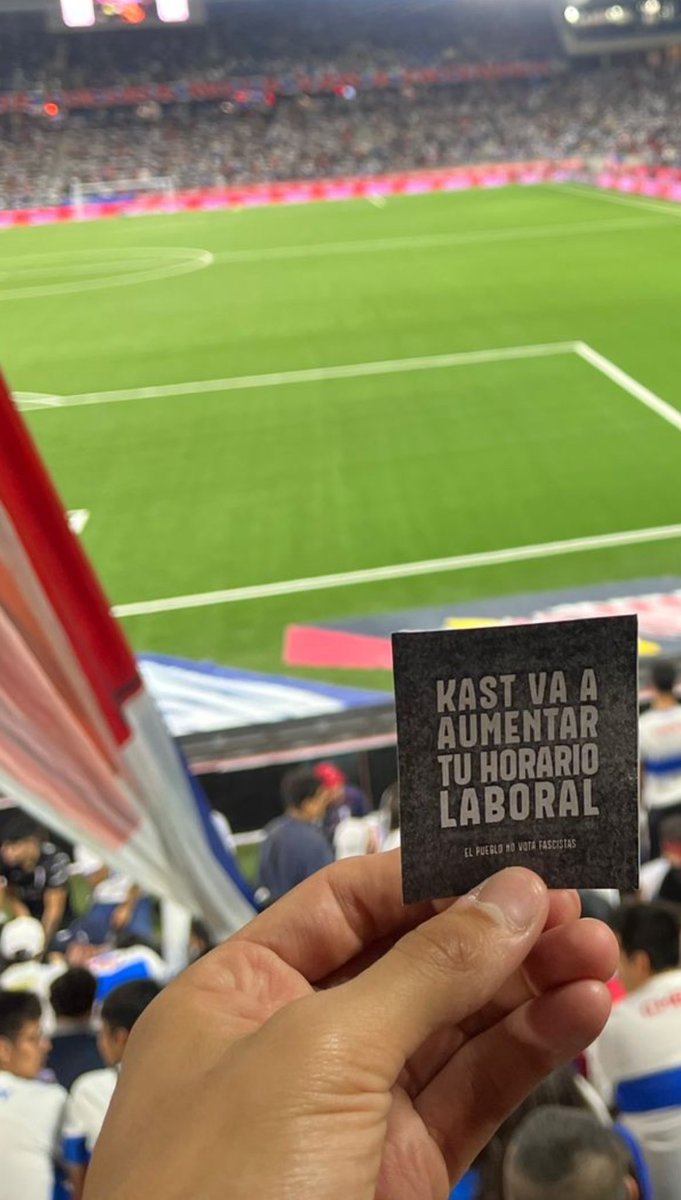 KAST VA A
AUMENTAR
TU HORARIO
LABORAL
EL PUEBLO NO VOTA FASCISTAS